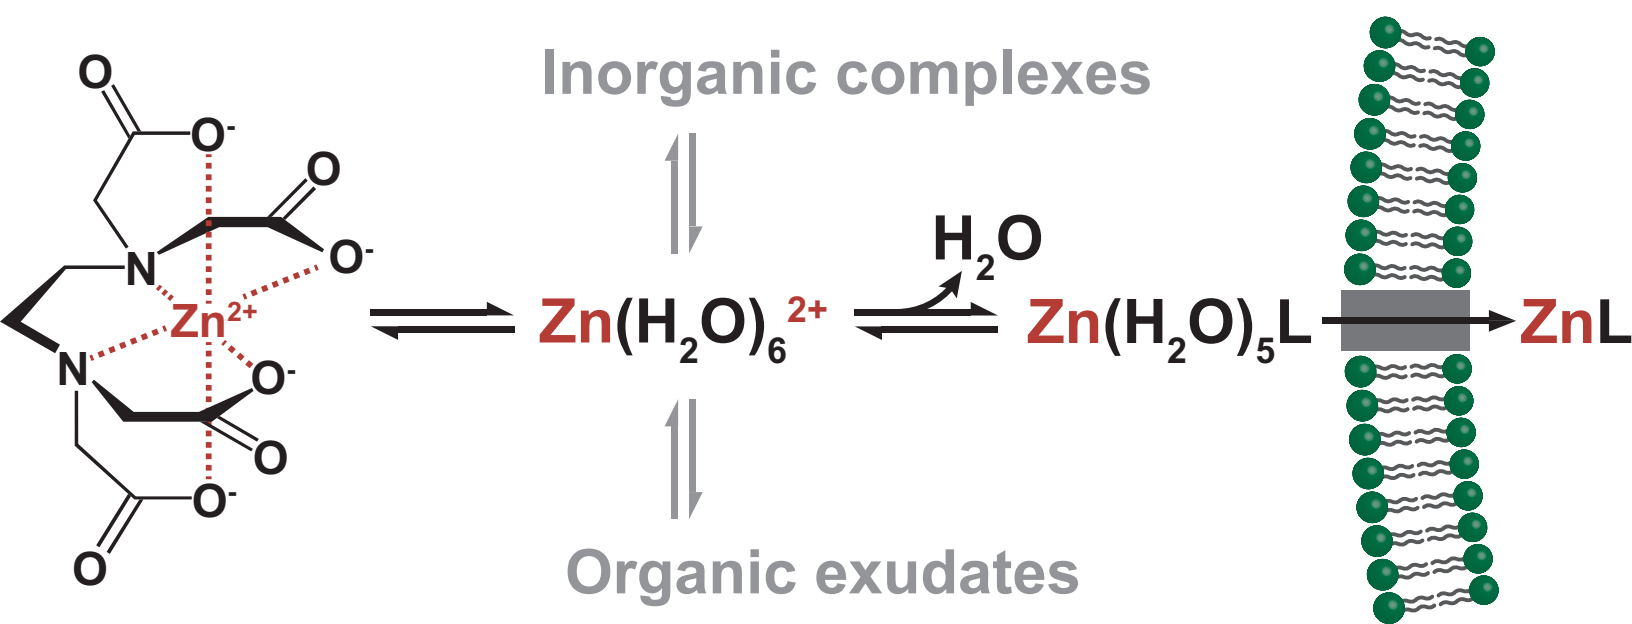 Inorganic complexes
O
O-
O
O-
N
Zn2+
N
O-
O
O-
O
H2O
Zn(H2O)6 2+
Zn(H2O)5L
ZnL
Organic exudates